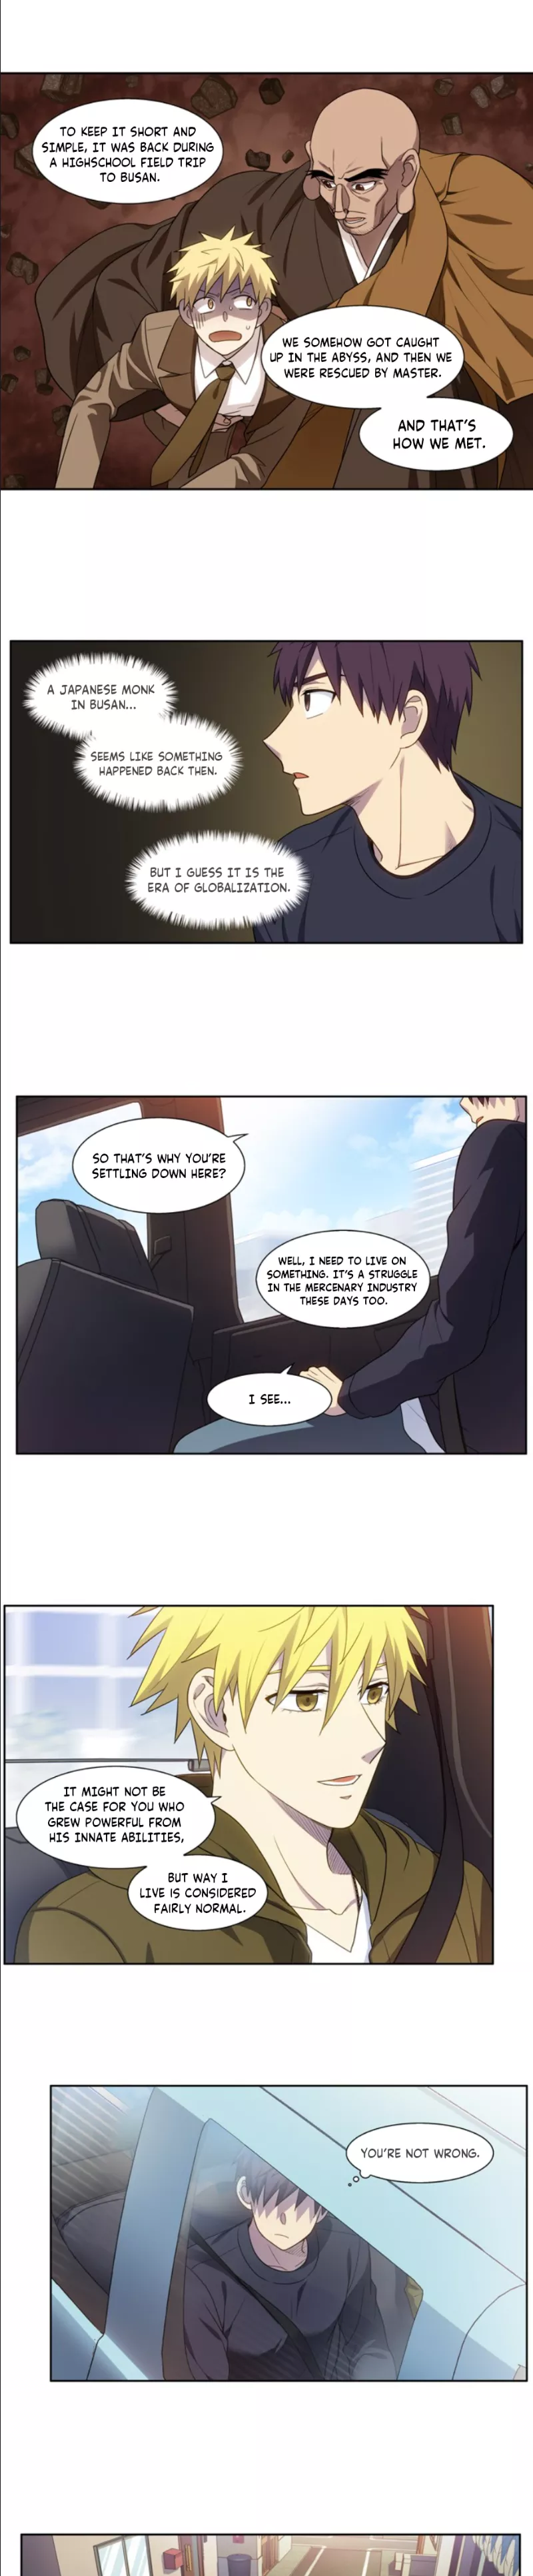 TO KEEP IT SHORT AND
SIMPLE, IT WAS BACK DURING
A HIGHSCHOOL FIELD TRIP
TO BUSAN.
WE SOMEHOW GOT CAUGHT
UP IN THE ABYSS, AND THEN WE
WERE RESCUED BY MASTER.
AND THAT'S
HOW WE MET.
A JAPANESE MONK
IN BUSAN...
SEEMS LIKE SOMETHING
HAPPENED BACK THEN.
BUT I GUESS IT IS THE
ERA OF GLOBALIZATION.
SO THAT'S WHY YOU'RE
SETTLING DOWN HERE?
WELL, I NEED TO LIVE ON
SOMETHING. IT'S A STRUGGLE
IN THE MERCENARY INDUSTRY
THESE DAYS TOO.
I SEE...
IT MIGHT NOT BE
THE CASE FOR YOU WHO
GREW POWERFUL FROM
HIS INNATE ABILITIES,
BUT WAY I
LIVE IS CONSIDERED
FAIRLY NORMAL.
YOU'RE NOT WRONG.